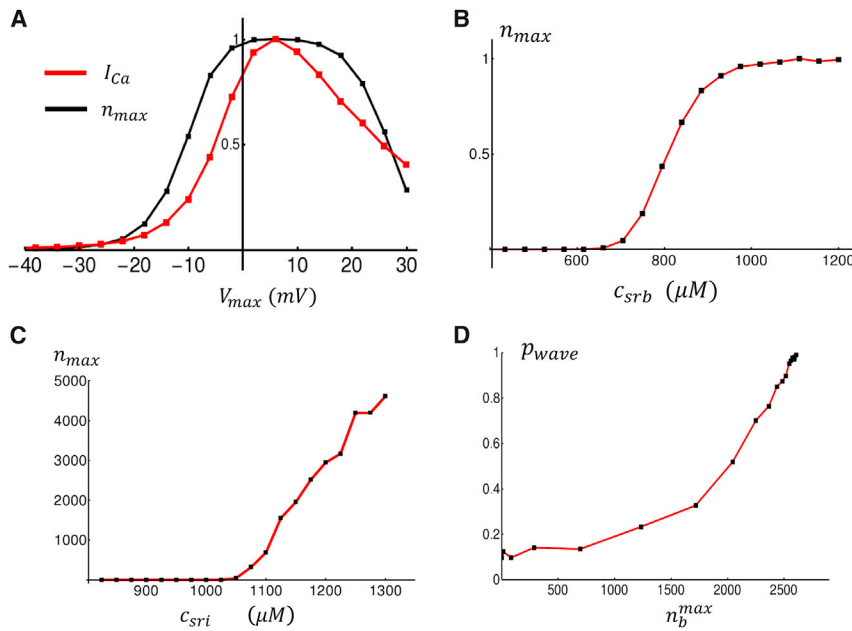 A
I_Ca
n_max
1
0.5
−40 −30 −20 −10 0 10 20 30
V_max (mV)
B
n_max
1
0.5
600 800 1000 1200
c_srb (μM)
C
n_max
5000
4000
3000
2000
1000
900 1000 1100 1200 1300
c_sri (μM)
D
p_wave
1
0.8
0.6
0.4
0.2
0
500 1000 1500 2000 2500
n_b^max